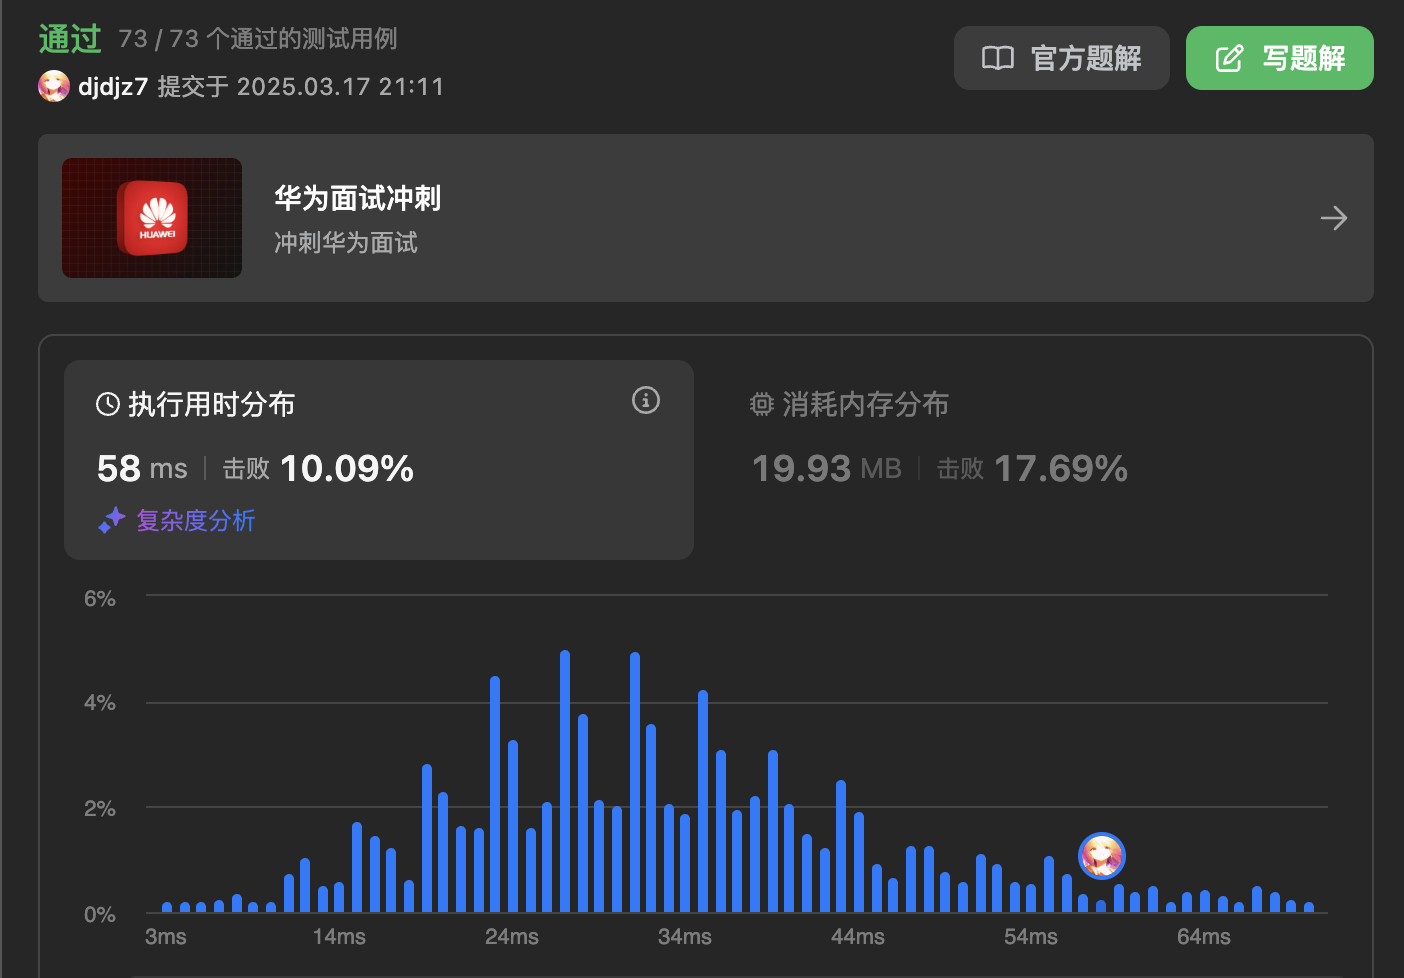 通过 73 / 73 个通过的测试用例
djdjz7 提交于 2025.03.17 21:11
官方题解
写题解
HUAWEI
华为面试冲刺
冲刺华为面试
执行用时分布
58 ms 击败 10.09%
复杂度分析
消耗内存分布
19.93 MB 击败 17.69%
6%
4%
2%
0%
3ms 14ms 24ms 34ms 44ms 54ms 64ms